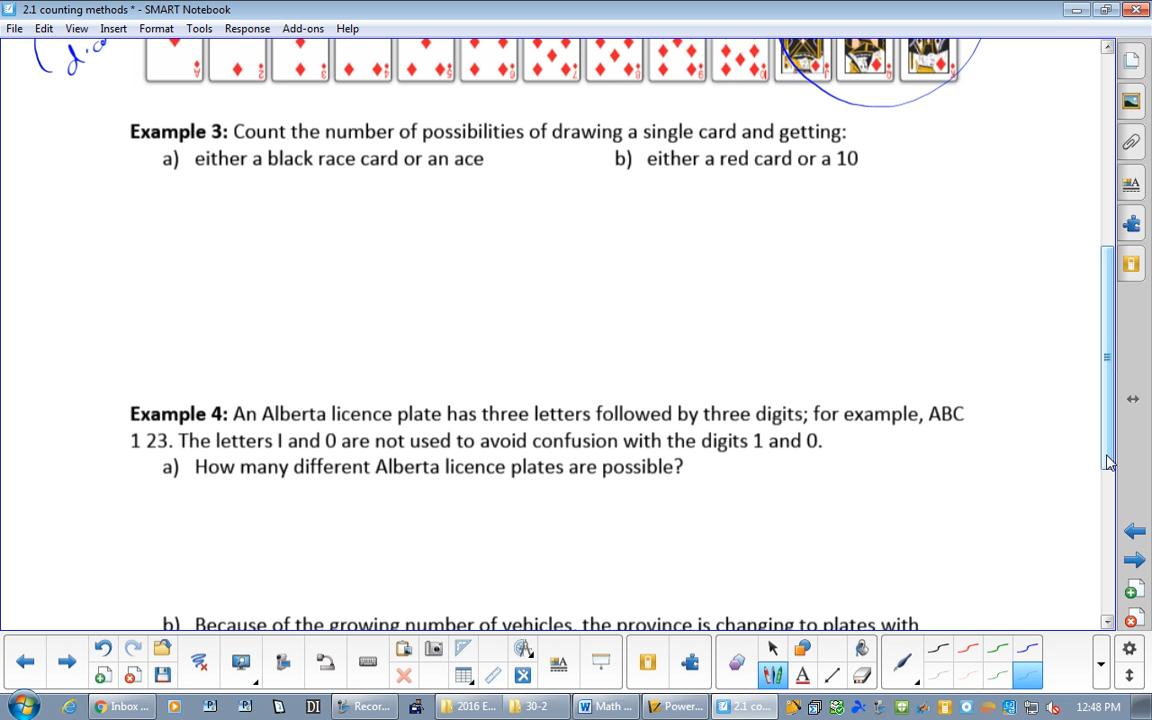 2.1 counting methods * - SMART Notebook
File Edit View Insert Format Tools Response Add-ons Help
Example 3: Count the number of possibilities of drawing a single card and getting:
a) either a black race card or an ace
b) either a red card or a 10
Example 4: An Alberta licence plate has three letters followed by three digits; for example, ABC
1 23. The letters I and 0 are not used to avoid confusion with the digits 1 and 0.
a) How many different Alberta licence plates are possible?
b) Because of the growing number of vehicles, the province is changing to plates with
Inbox ...
Recor...
2016 E...
30-2
Math ...
Power...
2.1 co...
12:48 PM